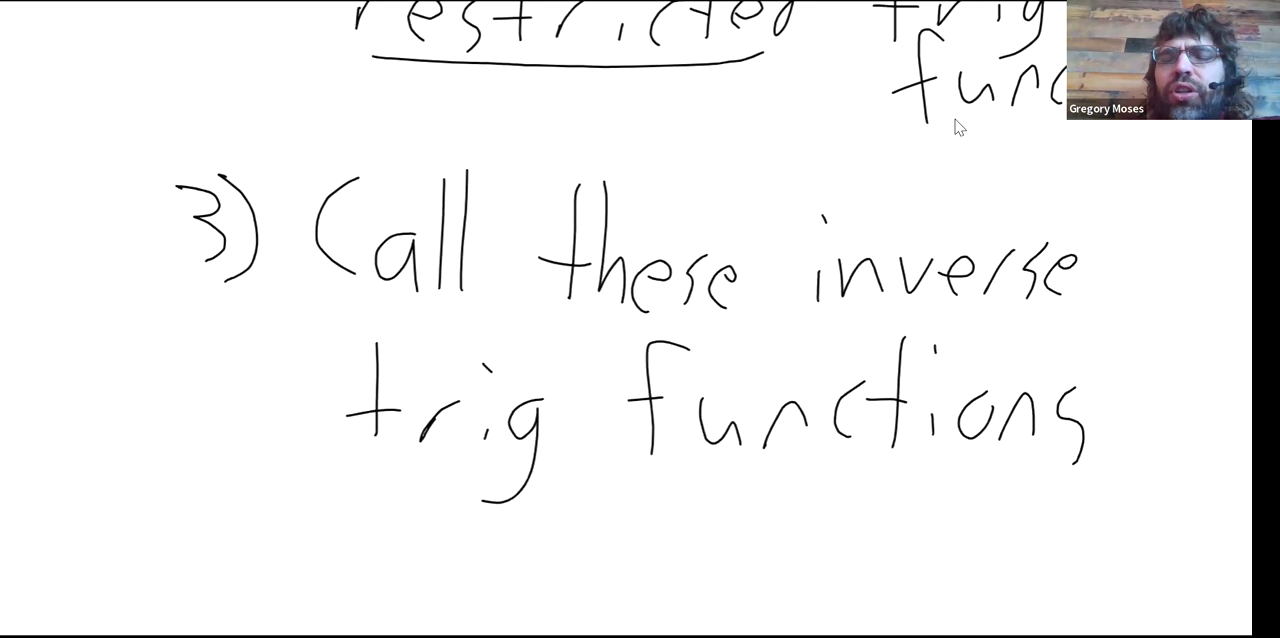 restricted trig
func
Gregory Moses
3) Call these inverse
trig functions